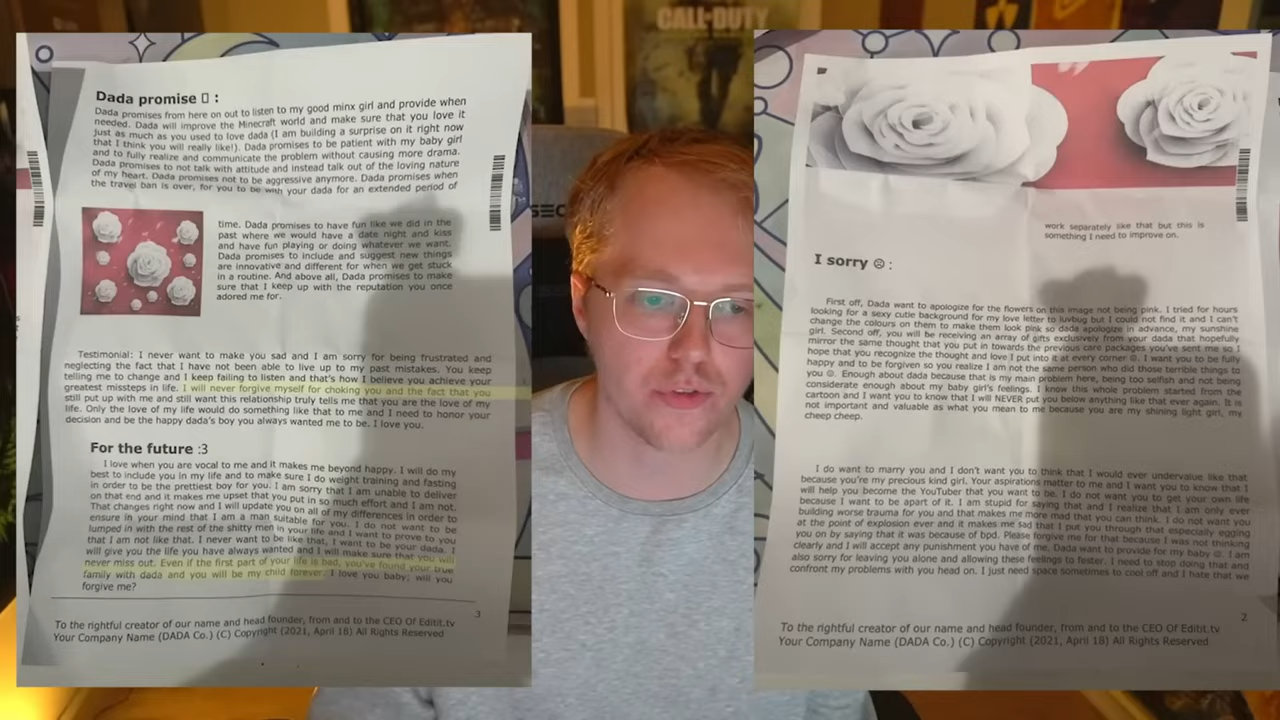 CALL·DUTY
Dada promise ▯ :
Dada promises from here on out to listen to my good minx girl and provide when
needed. Dada will improve the Minecraft world and make sure that you love it
just as much as you used to love dada (I am building a surprise on it right now
that I think you will really like!). Dada promises to be patient with my baby girl
and to fully realize and communicate the problem without causing more drama.
Dada promises to not talk with attitude and instead talk out of the loving nature
of my heart. Dada promises not to be aggressive anymore. Dada promises when
the travel ban is over, for you to be with your dada for an extended period of
time. Dada promises to have fun like we did in the
past where we would have a date night and kiss
and have fun playing or doing whatever we want.
Dada promises to include and suggest new things
are innovative and different for when we get stuck
in a routine. And above all, Dada promises to make
sure that I keep up with the reputation you once
adored me for.
Testimonial: I never want to make you sad and I am sorry for being frustrated and
neglecting the fact that I have not been able to live up to my past mistakes. You keep
telling me to change and I keep failing to listen and that's how I believe you achieve your
greatest missteps in life. I will never forgive myself for choking you and the fact that you
still put up with me and still want this relationship truly tells me that you are the love of my
life. Only the love of my life would do something like that to me and I need to honor your
decision and be the happy dada's boy you always wanted me to be. I love you.
For the future :3
I love when you are vocal to me and it makes me beyond happy. I will do my
best to include you in my life and to make sure I do weight training and fasting
in order to be the prettiest boy for you. I am sorry that I am unable to deliver
on that end and it makes me upset that you put in so much effort and I am not.
That changes right now and I will update you on all of my differences in order to
ensure in your mind that I am a man suitable for you. I do not want to be
lumped in with the rest of the shitty men in your life and I want to prove to you
that I am not like that. I never want to be like that, I want to be your dada. I
will give you the life you have always wanted and I will make sure that you will
never miss out. Even if the first part of your life is bad, you've found your true
family with dada and you will be my child forever. I love you baby; will you
forgive me?
3
To the rightful creator of our name and head founder, from and to the CEO Of Editit.tv
Your Company Name (DADA Co.) (C) Copyright (2021, April 18) All Rights Reserved
SEC
work separately like that but this is
something I need to improve on.
I sorry ☹ :
First off, Dada want to apologize for the flowers on this image not being pink. I tried for hours
looking for a sexy cutie background for my love letter to luvbug but I could not find it and I can't
change the colours on them to make them look pink so dada apologize in advance, my sunshine
girl. Second off, you will be receiving an array of gifts exclusively from your dada that hopefully
mirror the same thought that you put in towards the previous care packages you've sent me so I
hope that you recognize the thought and love I put into it at every corner ☺. I want you to be fully
happy and to be forgiven so you realize I am not the same person who did those terrible things to
you ☹. Enough about dada because that is my main problem here, being too selfish and not being
considerate enough about my baby girl's feelings. I know this whole problem started from the
cartoon and I want you to know that I will NEVER put you below anything like that ever again. It is
not important and valuable as what you mean to me because you are my shining light girl, my
cheep cheep.
I do want to marry you and I don't want you to think that I would ever undervalue like that
because you're my precious kind girl. Your aspirations matter to me and I want you to know that I
will help you become the YouTuber that you want to be. I do not want you to get your own life
because I want to be apart of it. I am stupid for saying that and I realize that I am only ever
building worse trauma for you and that makes me more mad that you can think. I do not want you
at the point of explosion ever and it makes me sad that I put you through that especially egging
you on by saying that it was because of bpd. Please forgive me for that because I was not thinking
clearly and I will accept any punishment you have of me. Dada want to provide for my baby ☹. I am
also sorry for leaving you alone and allowing these feelings to fester. I need to stop doing that and
confront my problems with you head on. I just need space sometimes to cool off and I hate that we
2
To the rightful creator of our name and head founder, from and to the CEO Of Editit.tv
Your Company Name (DADA Co.) (C) Copyright (2021, April 18) All Rights Reserved